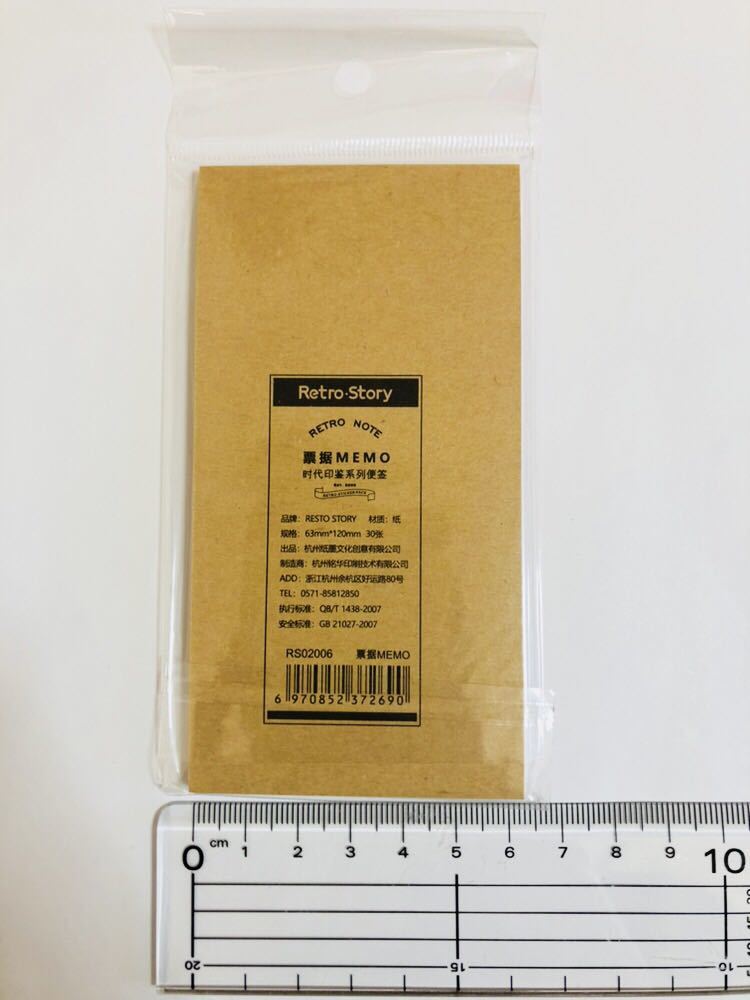 Retro·Story
RETRO NOTE
票据MEMO
时代印鉴系列便签
RETRO STICKER PACK
品牌：RESTO STORY 材质：纸
规格：63mm*120mm 30张
出品：杭州纸墨文化创意有限公司
制造商：杭州铭华印刷技术有限公司
ADD：浙江杭州余杭区好运路80号
TEL：0571-85812850
执行标准：QB/T 1438-2007
安全标准：GB 21027-2007
RS02006 票据MEMO
6 970852 372690
0 cm 1 2 3 4 5 6 7 8 9 10
20 15 10